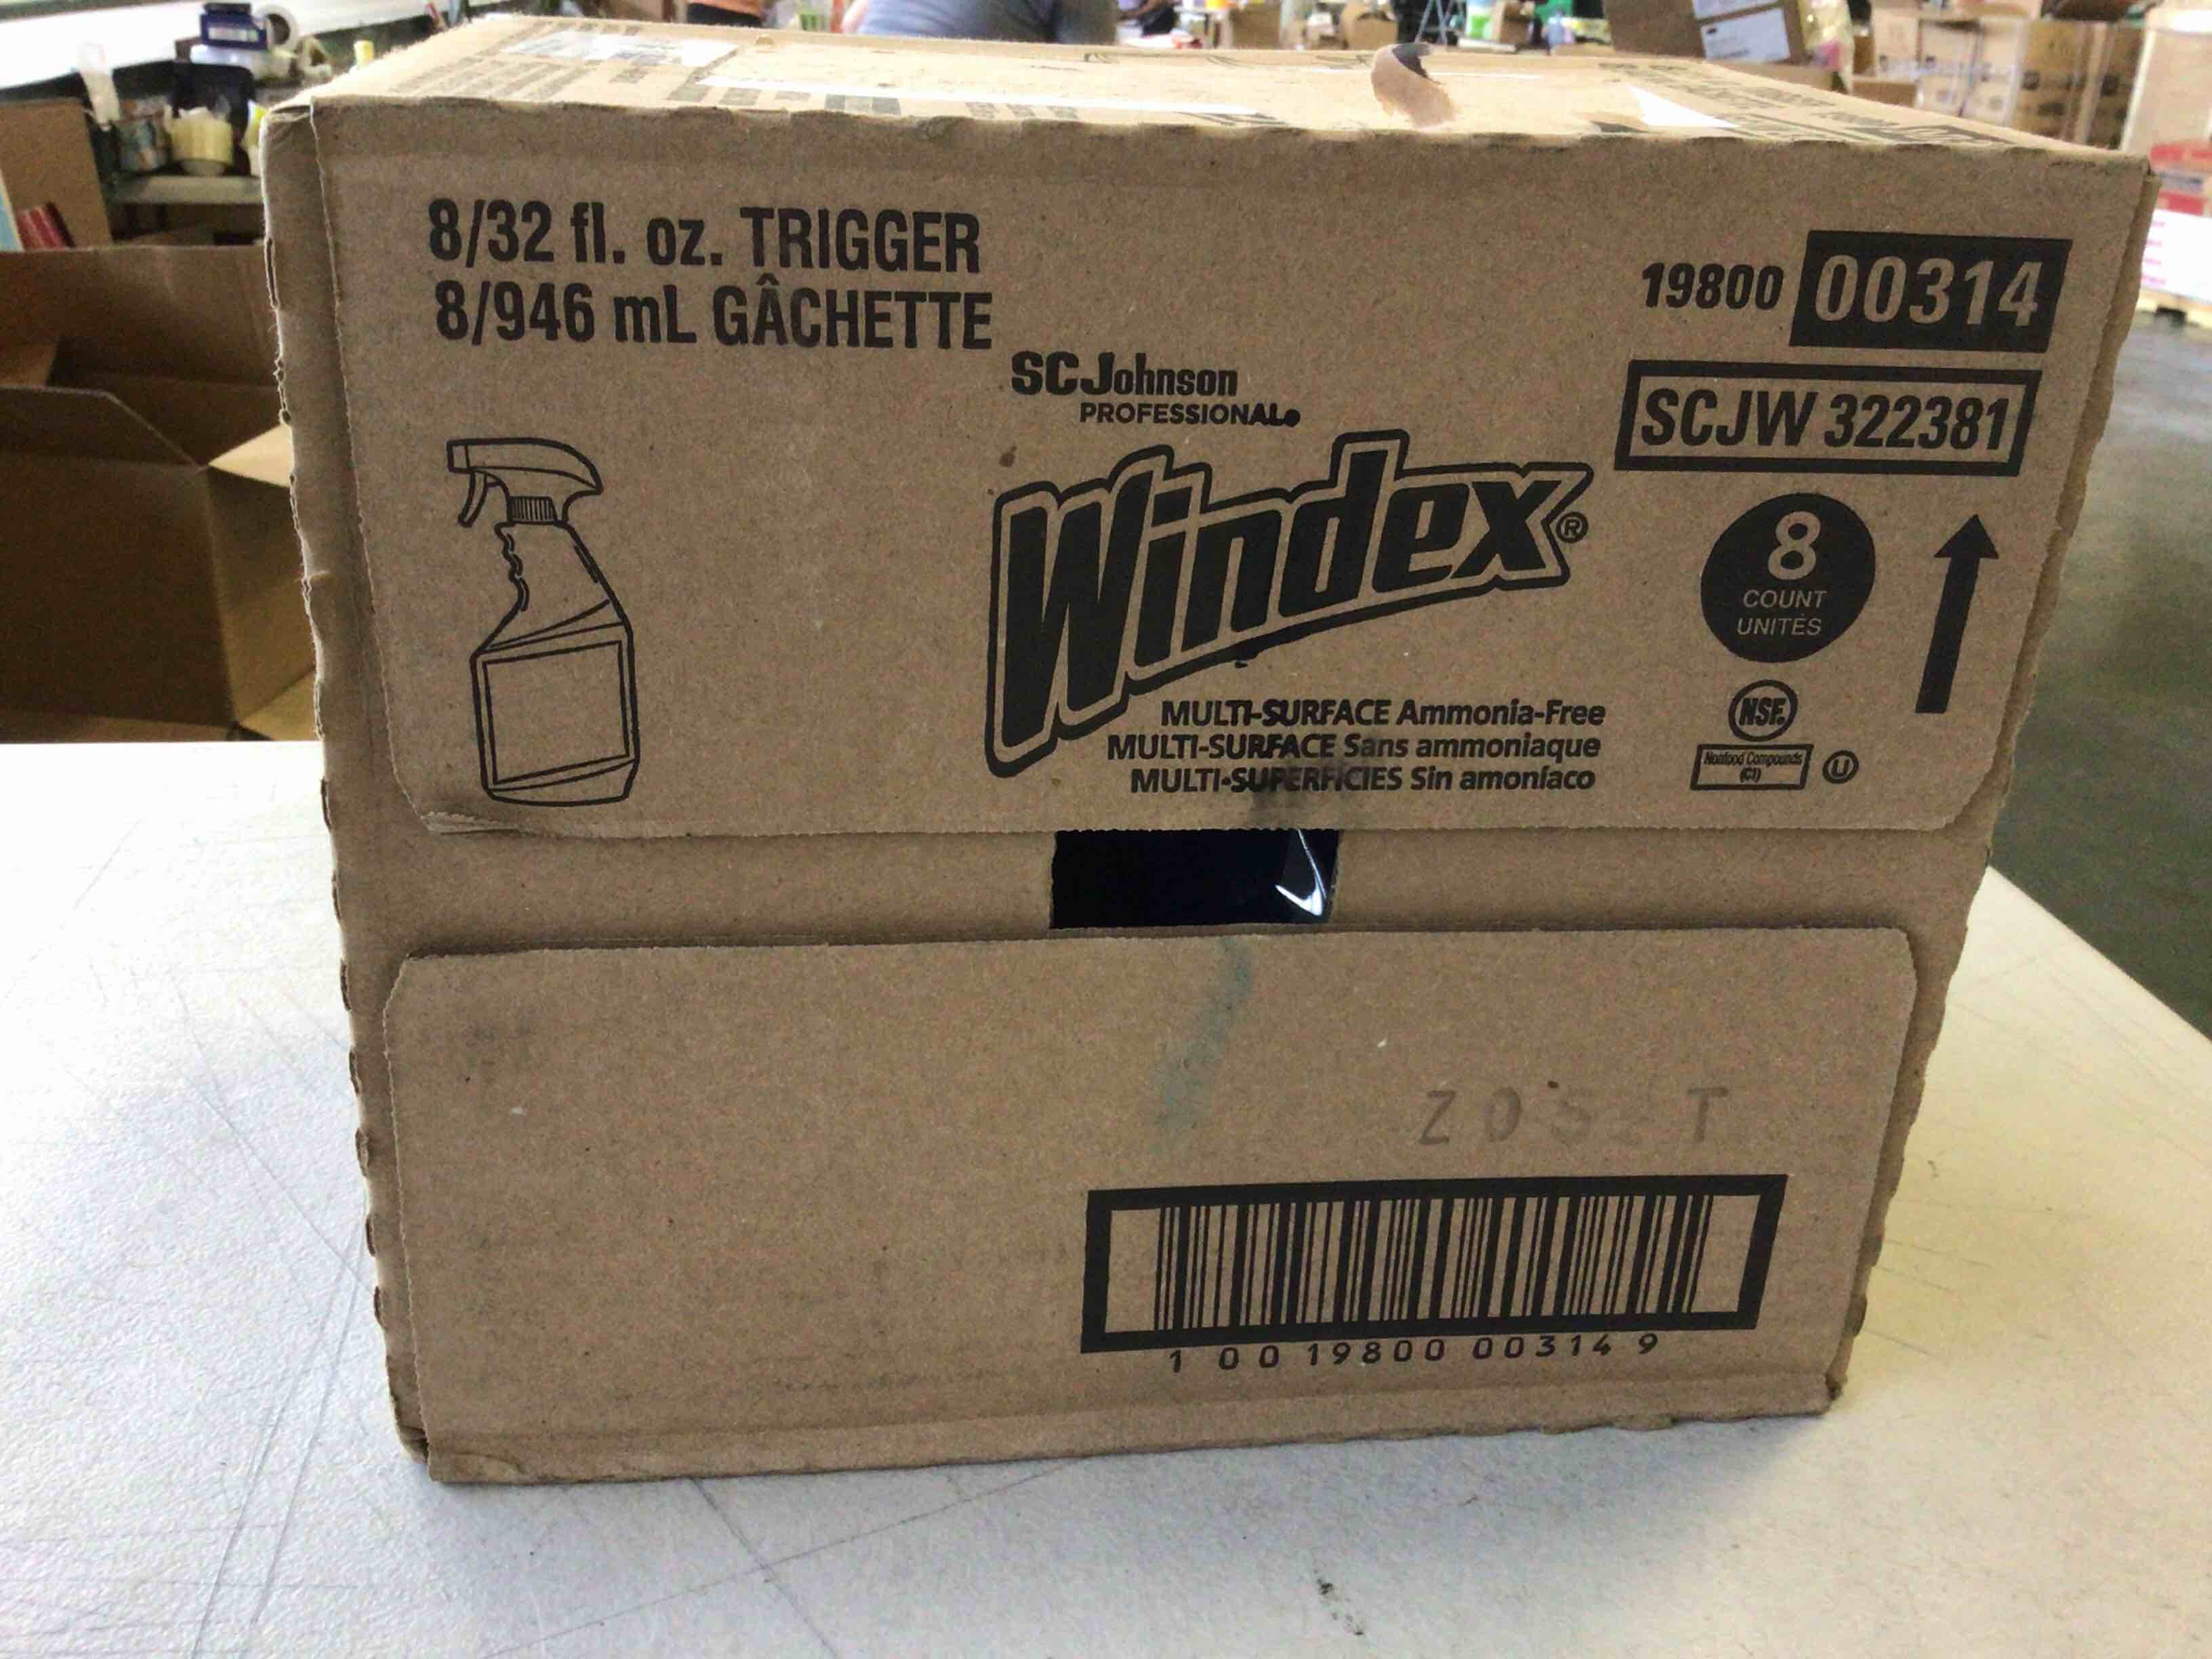 8/32 fl. oz. TRIGGER
8/946 mL GÂCHETTE
19800 00314
SCJohnson
PROFESSIONAL®
SCJW 322381
Windex®
8
COUNT
UNITÉS
MULTI-SURFACE Ammonia-Free
MULTI-SURFACE Sans ammoniaque
MULTI-SUPERFICIES Sin amoníaco
NSF.
Nonfood Compounds
(C1)
U
1 00 19800 00314 9